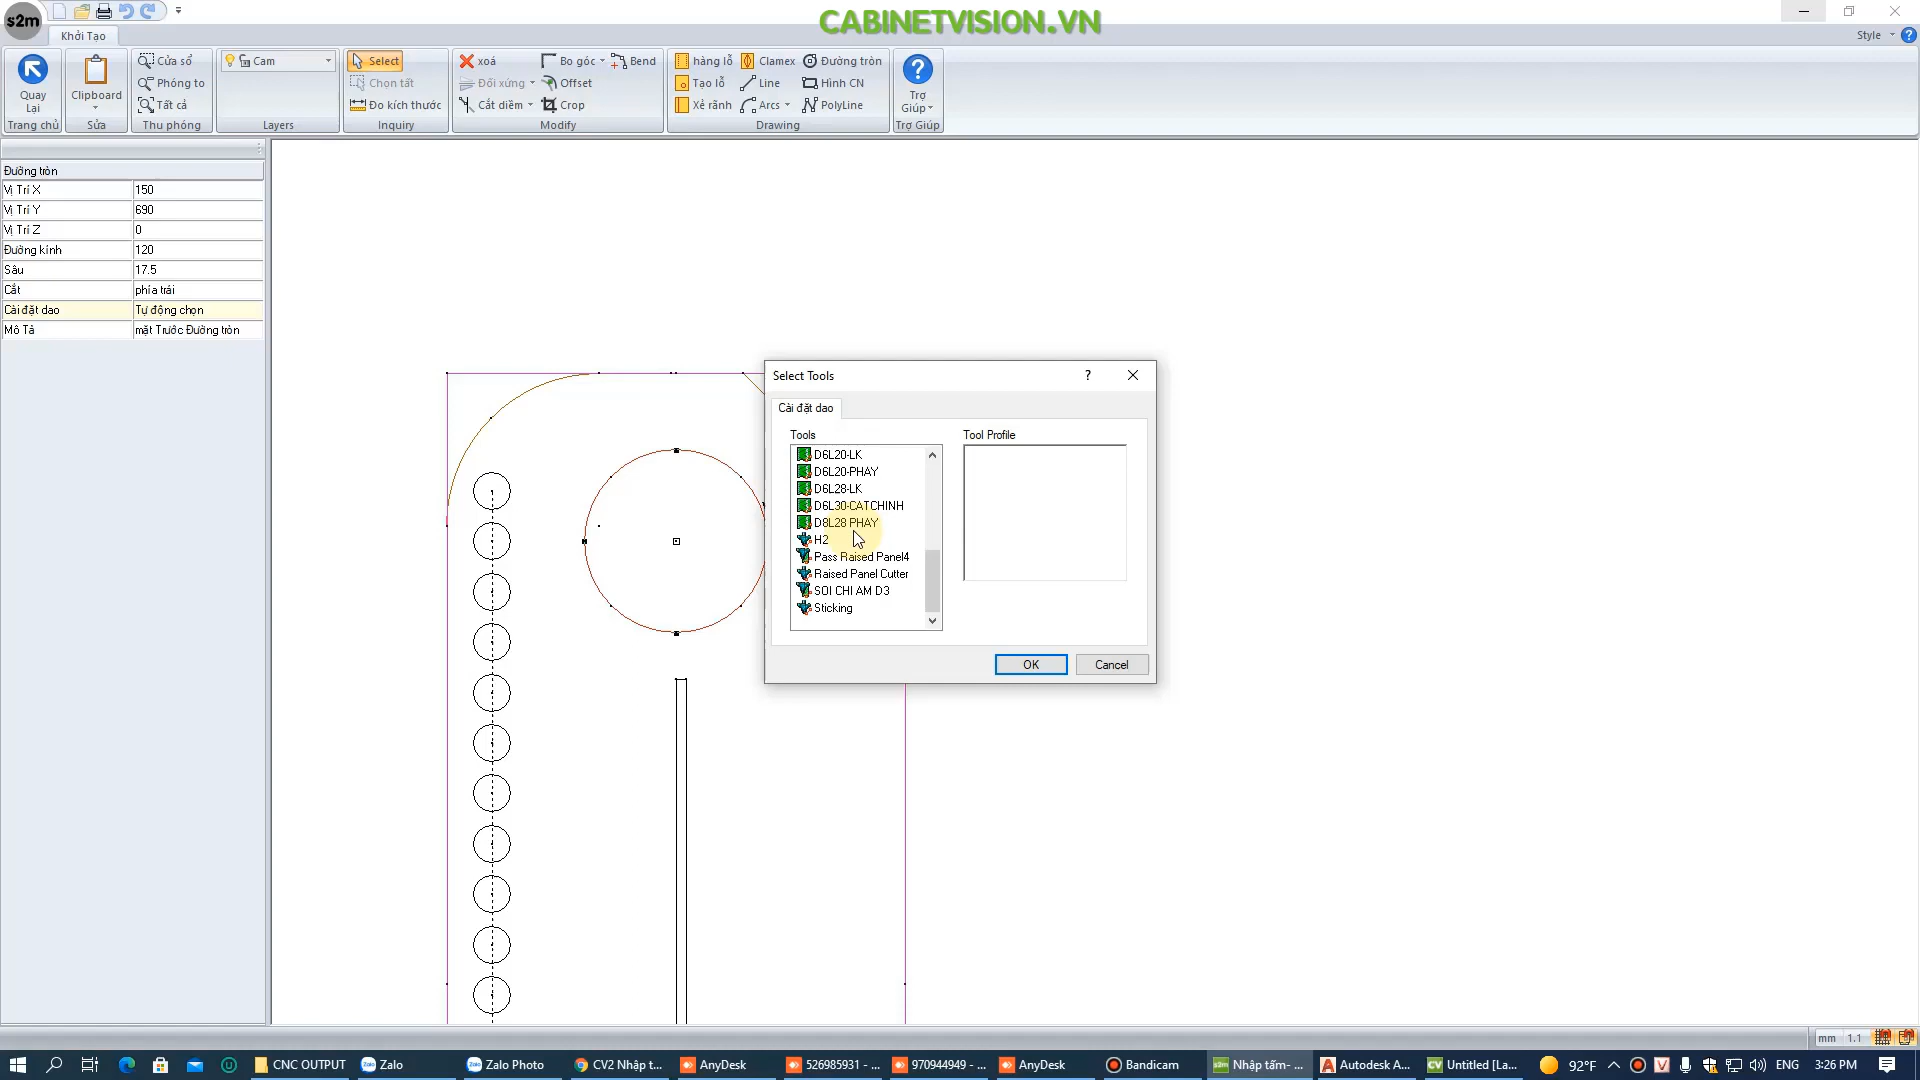 CABINETVISION.VN
s2m
Khởi Tạo
Style
?
Quay Lại
Trang chủ
Clipboard
Sửa
Cửa sổ
Phóng to
Tất cả
Thu phóng
Cam
Layers
Select
Chọn tất
Đo kích thước
Inquiry
xoá
Đối xứng
Cắt điềm
Bo góc
Offset
Crop
Bend
Modify
hàng lỗ
Tạo lỗ
Xẻ rãnh
Clamex
Line
Arcs
Đường tròn
Hình CN
PolyLine
Drawing
?
Trợ Giúp
Trợ Giúp
Đường tròn
Vị Trí X 150
Vị Trí Y 690
Vị Trí Z 0
Đường kính 120
Sâu 17.5
Cắt phía trái
Cài đặt dao Tự động chọn
Mô Tả mặt Trước Đường tròn
Select Tools ?
Cài đặt dao
Tools
Tool Profile
D6L20-LK
D6L20-PHAY
D6L28-LK
D6L30-CATCHINH
D8L28 PHAY
H2
Pass Raised Panel4
Raised Panel Cutter
SOI CHI AM D3
Sticking
OK Cancel
mm 1.1
CNC OUTPUT
Zalo
Zalo Photo
CV2 Nhập t...
AnyDesk
526985931 - ...
970944949 - ...
AnyDesk
Bandicam
s2m
Nhập tấm- ...
Autodesk A...
CV
Untitled [La...
92°F
V
ENG
3:26 PM